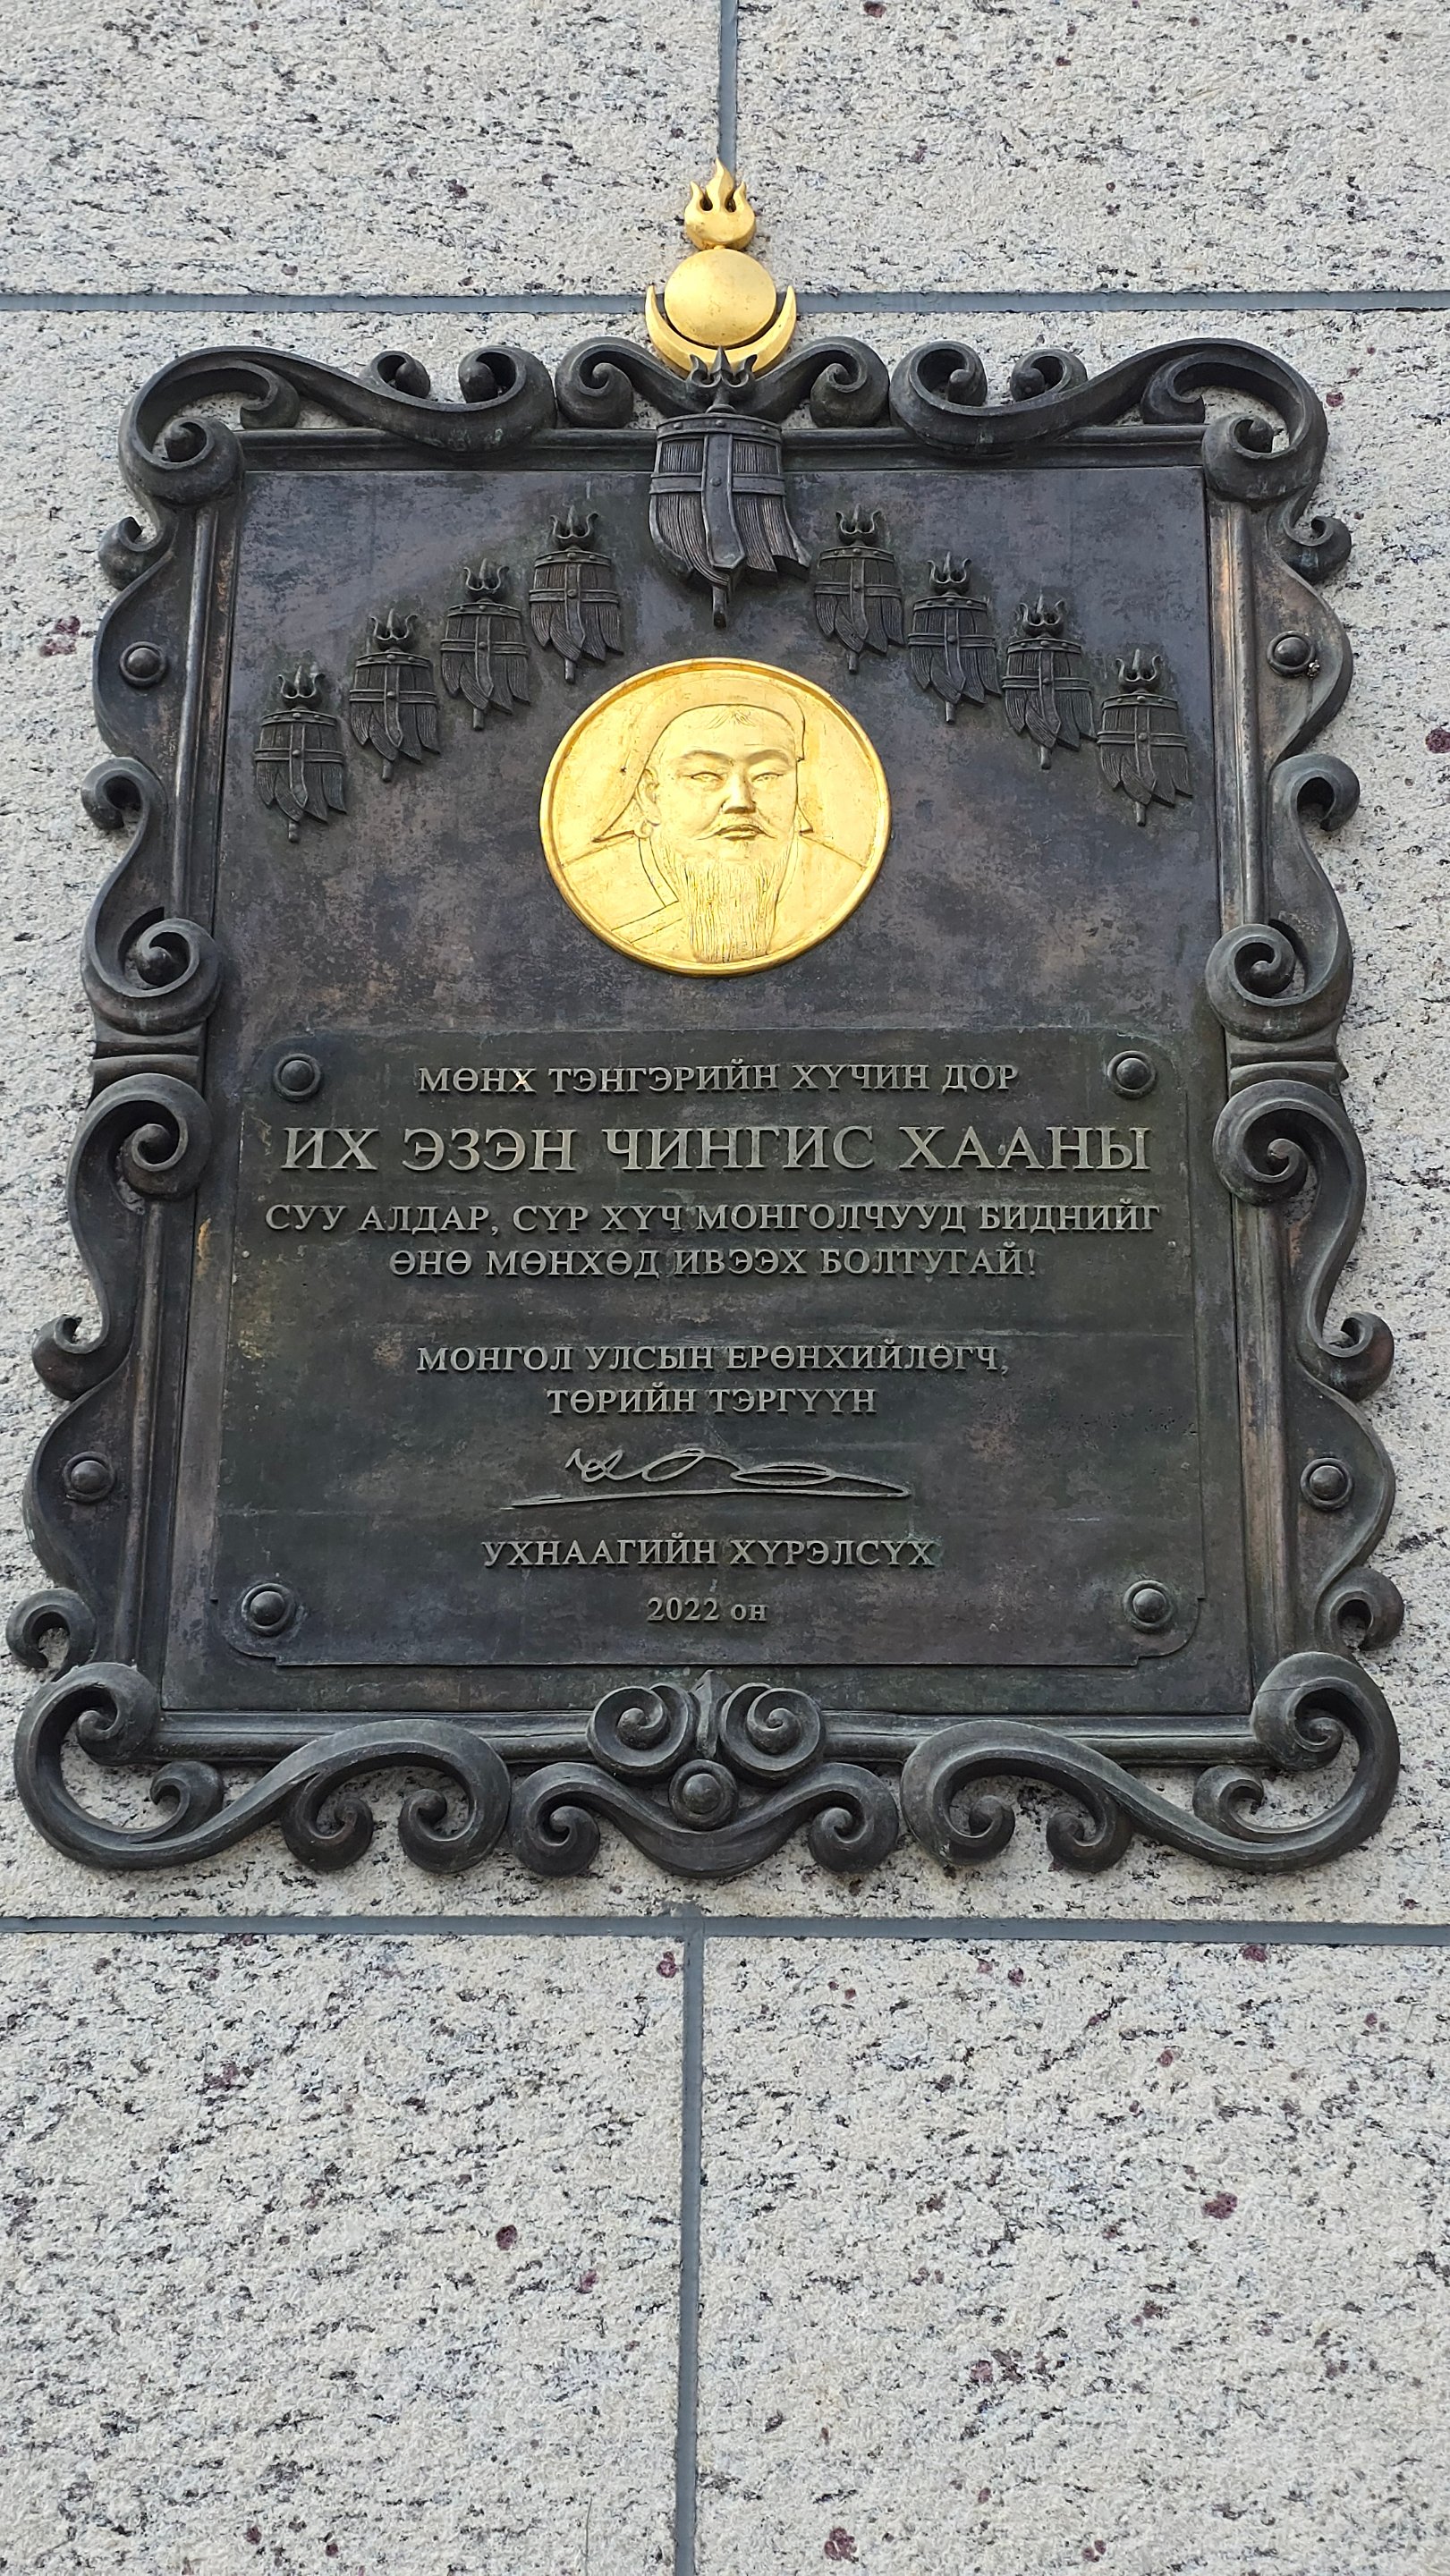 МӨНХ ТЭНГЭРИЙН ХҮЧИН ДОР
ИХ ЭЗЭН ЧИНГИС ХААНЫ
СУУ АЛДАР, СҮР ХҮЧ МОНГОЛЧУУД БИДНИЙГ
ӨНӨ МӨНХӨД ИВЭЭХ БОЛТУГАЙ!
МОНГОЛ УЛСЫН ЕРӨНХИЙЛӨГЧ,
ТӨРИЙН ТЭРГҮҮН
УХНААГИЙН ХҮРЭЛСҮХ
2022 он